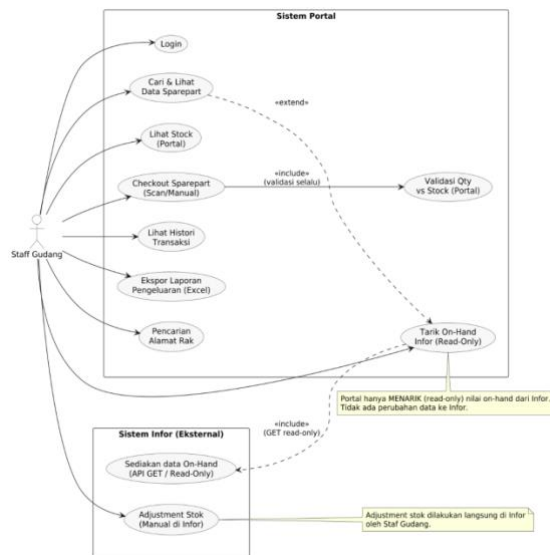 Sistem Portal
Login
Cari & Lihat
Data Sparepart
«extend»
Lihat Stock
(Portal)
Checkout Sparepart
(Scan/Manual)
«include»
(validasi selalu)
Validasi Qty
vs Stock (Portal)
Staff Gudang
Lihat Histori
Transaksi
Ekspor Laporan
Pengeluaran (Excel)
Pencarian
Alamat Rak
Tarik On-Hand
Infor (Read-Only)
Portal hanya MENARIK (read-only) nilai on-hand dari Infor.
Tidak ada perubahan data ke Infor.
«include»
(GET read-only)
Sistem Infor (Eksternal)
Sediakan data On-Hand
(API GET / Read-Only)
Adjustment Stok
(Manual di Infor)
Adjustment stok dilakukan langsung di Infor
oleh Staf Gudang.